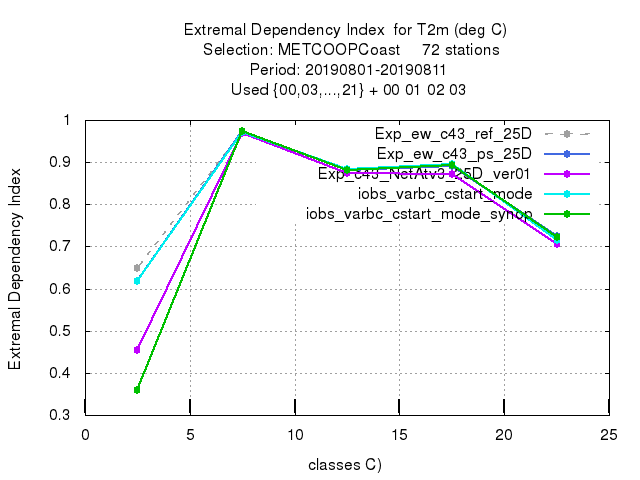 Extremal Dependency Index for T2m (deg C)
Selection: METCOOPCoast 72 stations
Period: 20190801-20190811
Used {00,03,...,21} + 00 01 02 03
Extremal Dependency Index
1
0.9
0.8
0.7
0.6
0.5
0.4
0.3
0 5 10 15 20 25
classes C)
Exp_ew_c43_ref_25D
Exp_ew_c43_ps_25D
Exp_c43_NetAtv3_25D_ver01
iobs_varbc_cstart_mode
iobs_varbc_cstart_mode_synop